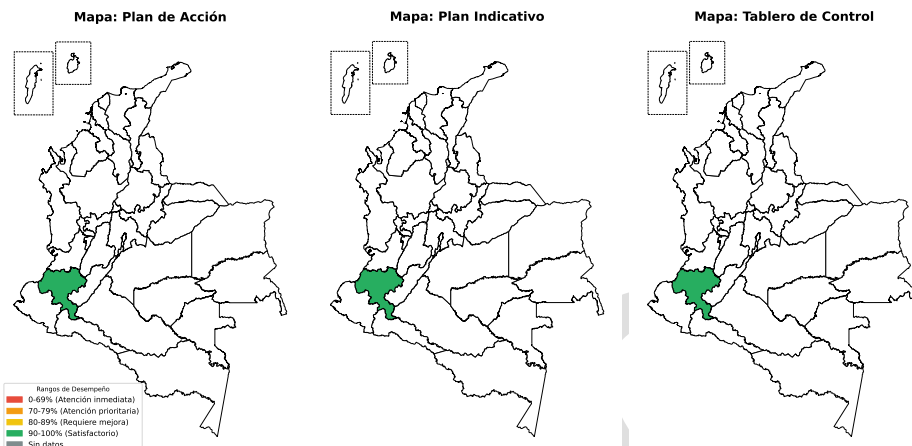 Mapa: Plan de Acción
Mapa: Plan Indicativo
Mapa: Tablero de Control
Rangos de Desempeño
0-69% (Atención inmediata)
70-79% (Atención prioritaria)
80-89% (Requiere mejora)
90-100% (Satisfactorio)
Sin datos